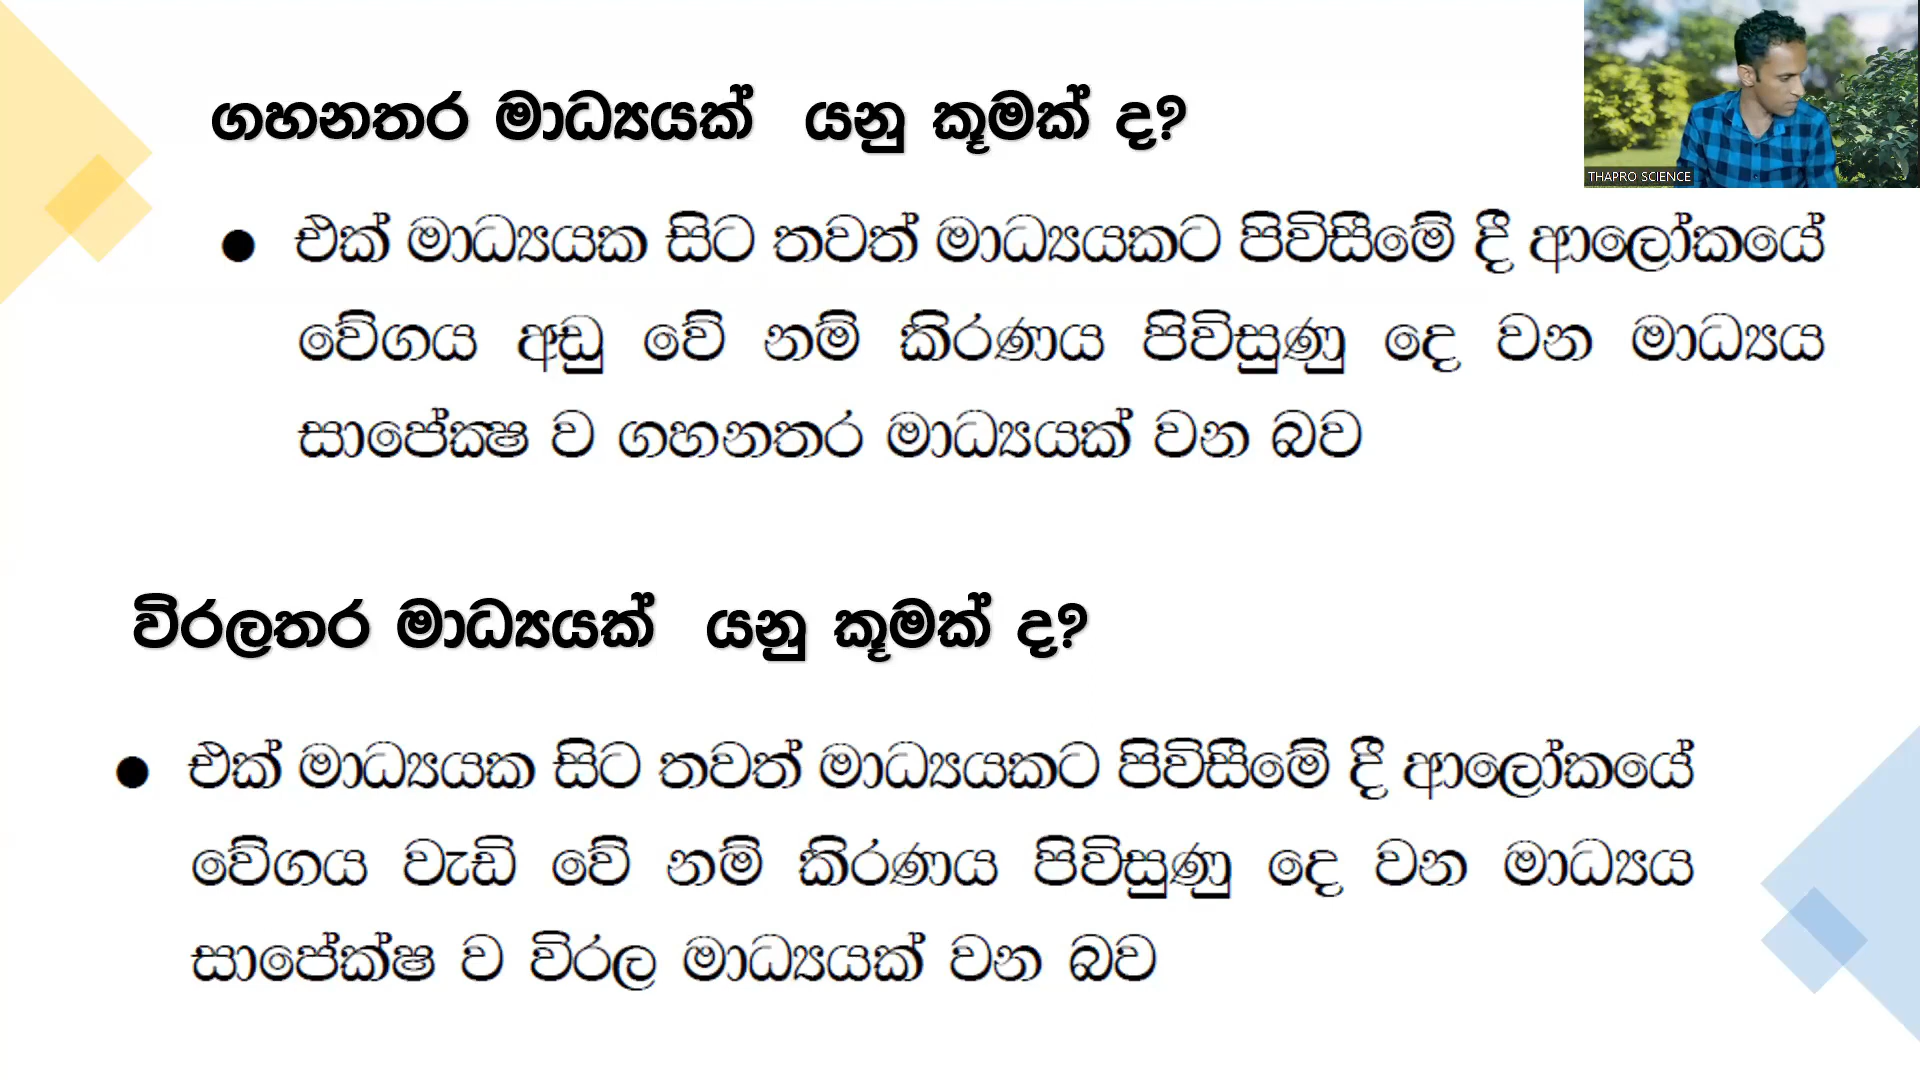 ගහනතර මාධ්‍යයක් යනු කූමක් ද?
THAPRO SCIENCE
● එක් මාධ්‍යයක සිට තවත් මාධ්‍යයකට පිවිසීමේ දී ආලෝකයේ
වේගය අඩු වේ නම් කිරණය පිවිසුණු දෙ වන මාධ්‍යය
සාපේක්‍ෂ ව ගහනතර මාධ්‍යයක් වන බව
විරලතර මාධ්‍යයක් යනු කූමක් ද?
● එක් මාධ්‍යයක සිට තවත් මාධ්‍යයකට පිවිසීමේ දී ආලෝකයේ
වේගය වැඩි වේ නම් කිරණය පිවිසුණු දෙ වන මාධ්‍යය
සාපේක්ෂ ව විරල මාධ්‍යයක් වන බව